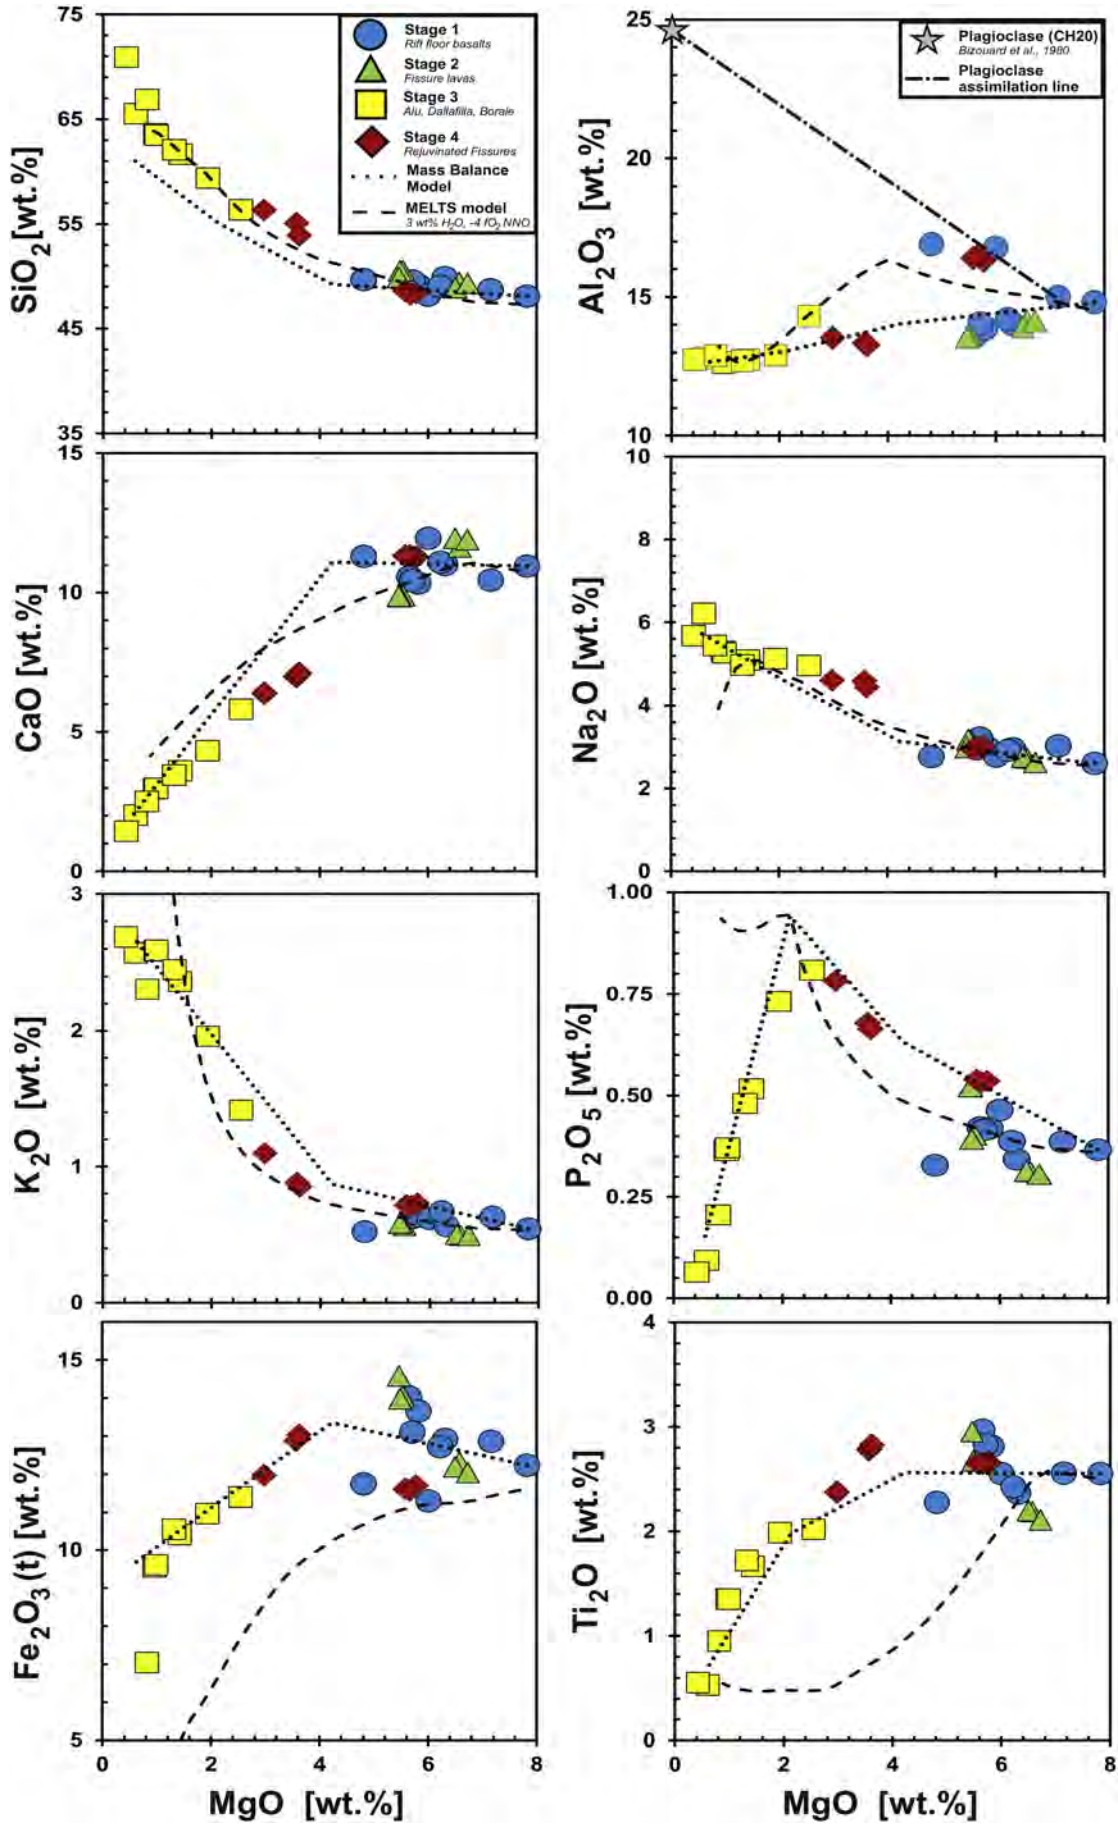 75
65
55
45
35
SiO2[wt.%]
Stage 1
Rift floor basalts
Stage 2
Fissure lavas
Stage 3
Alu, Dallafilla, Borale
Stage 4
Rejuvinated Fissures
Mass Balance
Model
MELTS model
3 wt% H2O, -4 fO2 NNO
25
20
15
10
Al2O3 [wt.%]
Plagioclase (CH20)
Bizouard et al., 1980
Plagioclase
assimilation line
15
10
5
0
CaO [wt.%]
10
8
6
4
2
0
Na2O [wt.%]
3
2
1
0
K2O [wt.%]
1.00
0.75
0.50
0.25
0.00
P2O5 [wt.%]
15
10
5
Fe2O3(t) [wt.%]
0 2 4 6 8
MgO [wt.%]
4
3
2
1
0
Ti2O [wt.%]
0 2 4 6 8
MgO [wt.%]